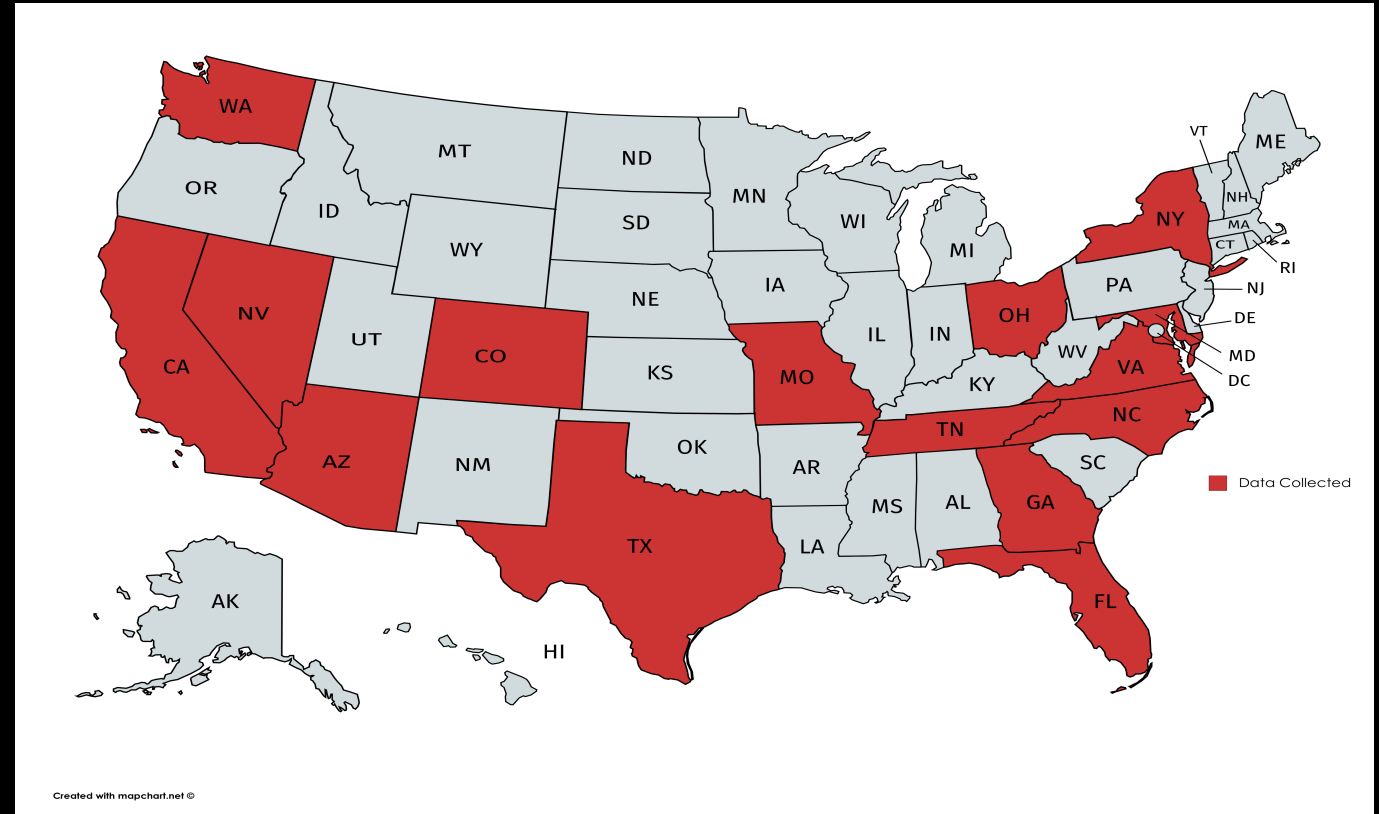 WA
MT
ND
MN
VT
ME
OR
ID
SD
WI
NH
NY
MA
WY
MI
CT
RI
IA
PA
NJ
NE
NV
OH
DE
UT
IL
IN
CO
WV
MD
CA
KS
MO
KY
VA
DC
NC
TN
OK
AZ
NM
AR
SC
Data Collected
MS
AL
GA
TX
LA
AK
FL
HI
Created with mapchart.net ©